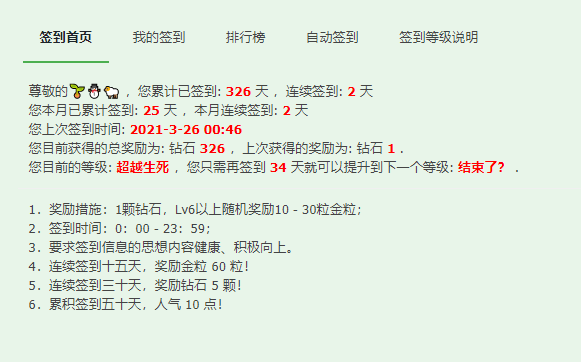 签到首页 我的签到 排行榜 自动签到 签到等级说明
尊敬的🌱⛄🐑 ，您累计已签到: 326 天 ，连续签到: 2 天
您本月已累计签到: 25 天 ，本月连续签到: 2 天
您上次签到时间: 2021-3-26 00:46
您目前获得的总奖励为: 钻石 326 ，上次获得的奖励为: 钻石 1 .
您目前的等级: 超越生死 ，您只需再签到 34 天就可以提升到下一个等级: 结束了? .
1. 奖励措施：1颗钻石，Lv6以上随机奖励10 - 30粒金粒；
2. 签到时间：0：00 - 23：59；
3. 要求签到信息的思想内容健康、积极向上。
4. 连续签到十五天，奖励金粒 60 粒！
5. 连续签到三十天，奖励钻石 5 颗！
6. 累积签到五十天，人气 10 点！